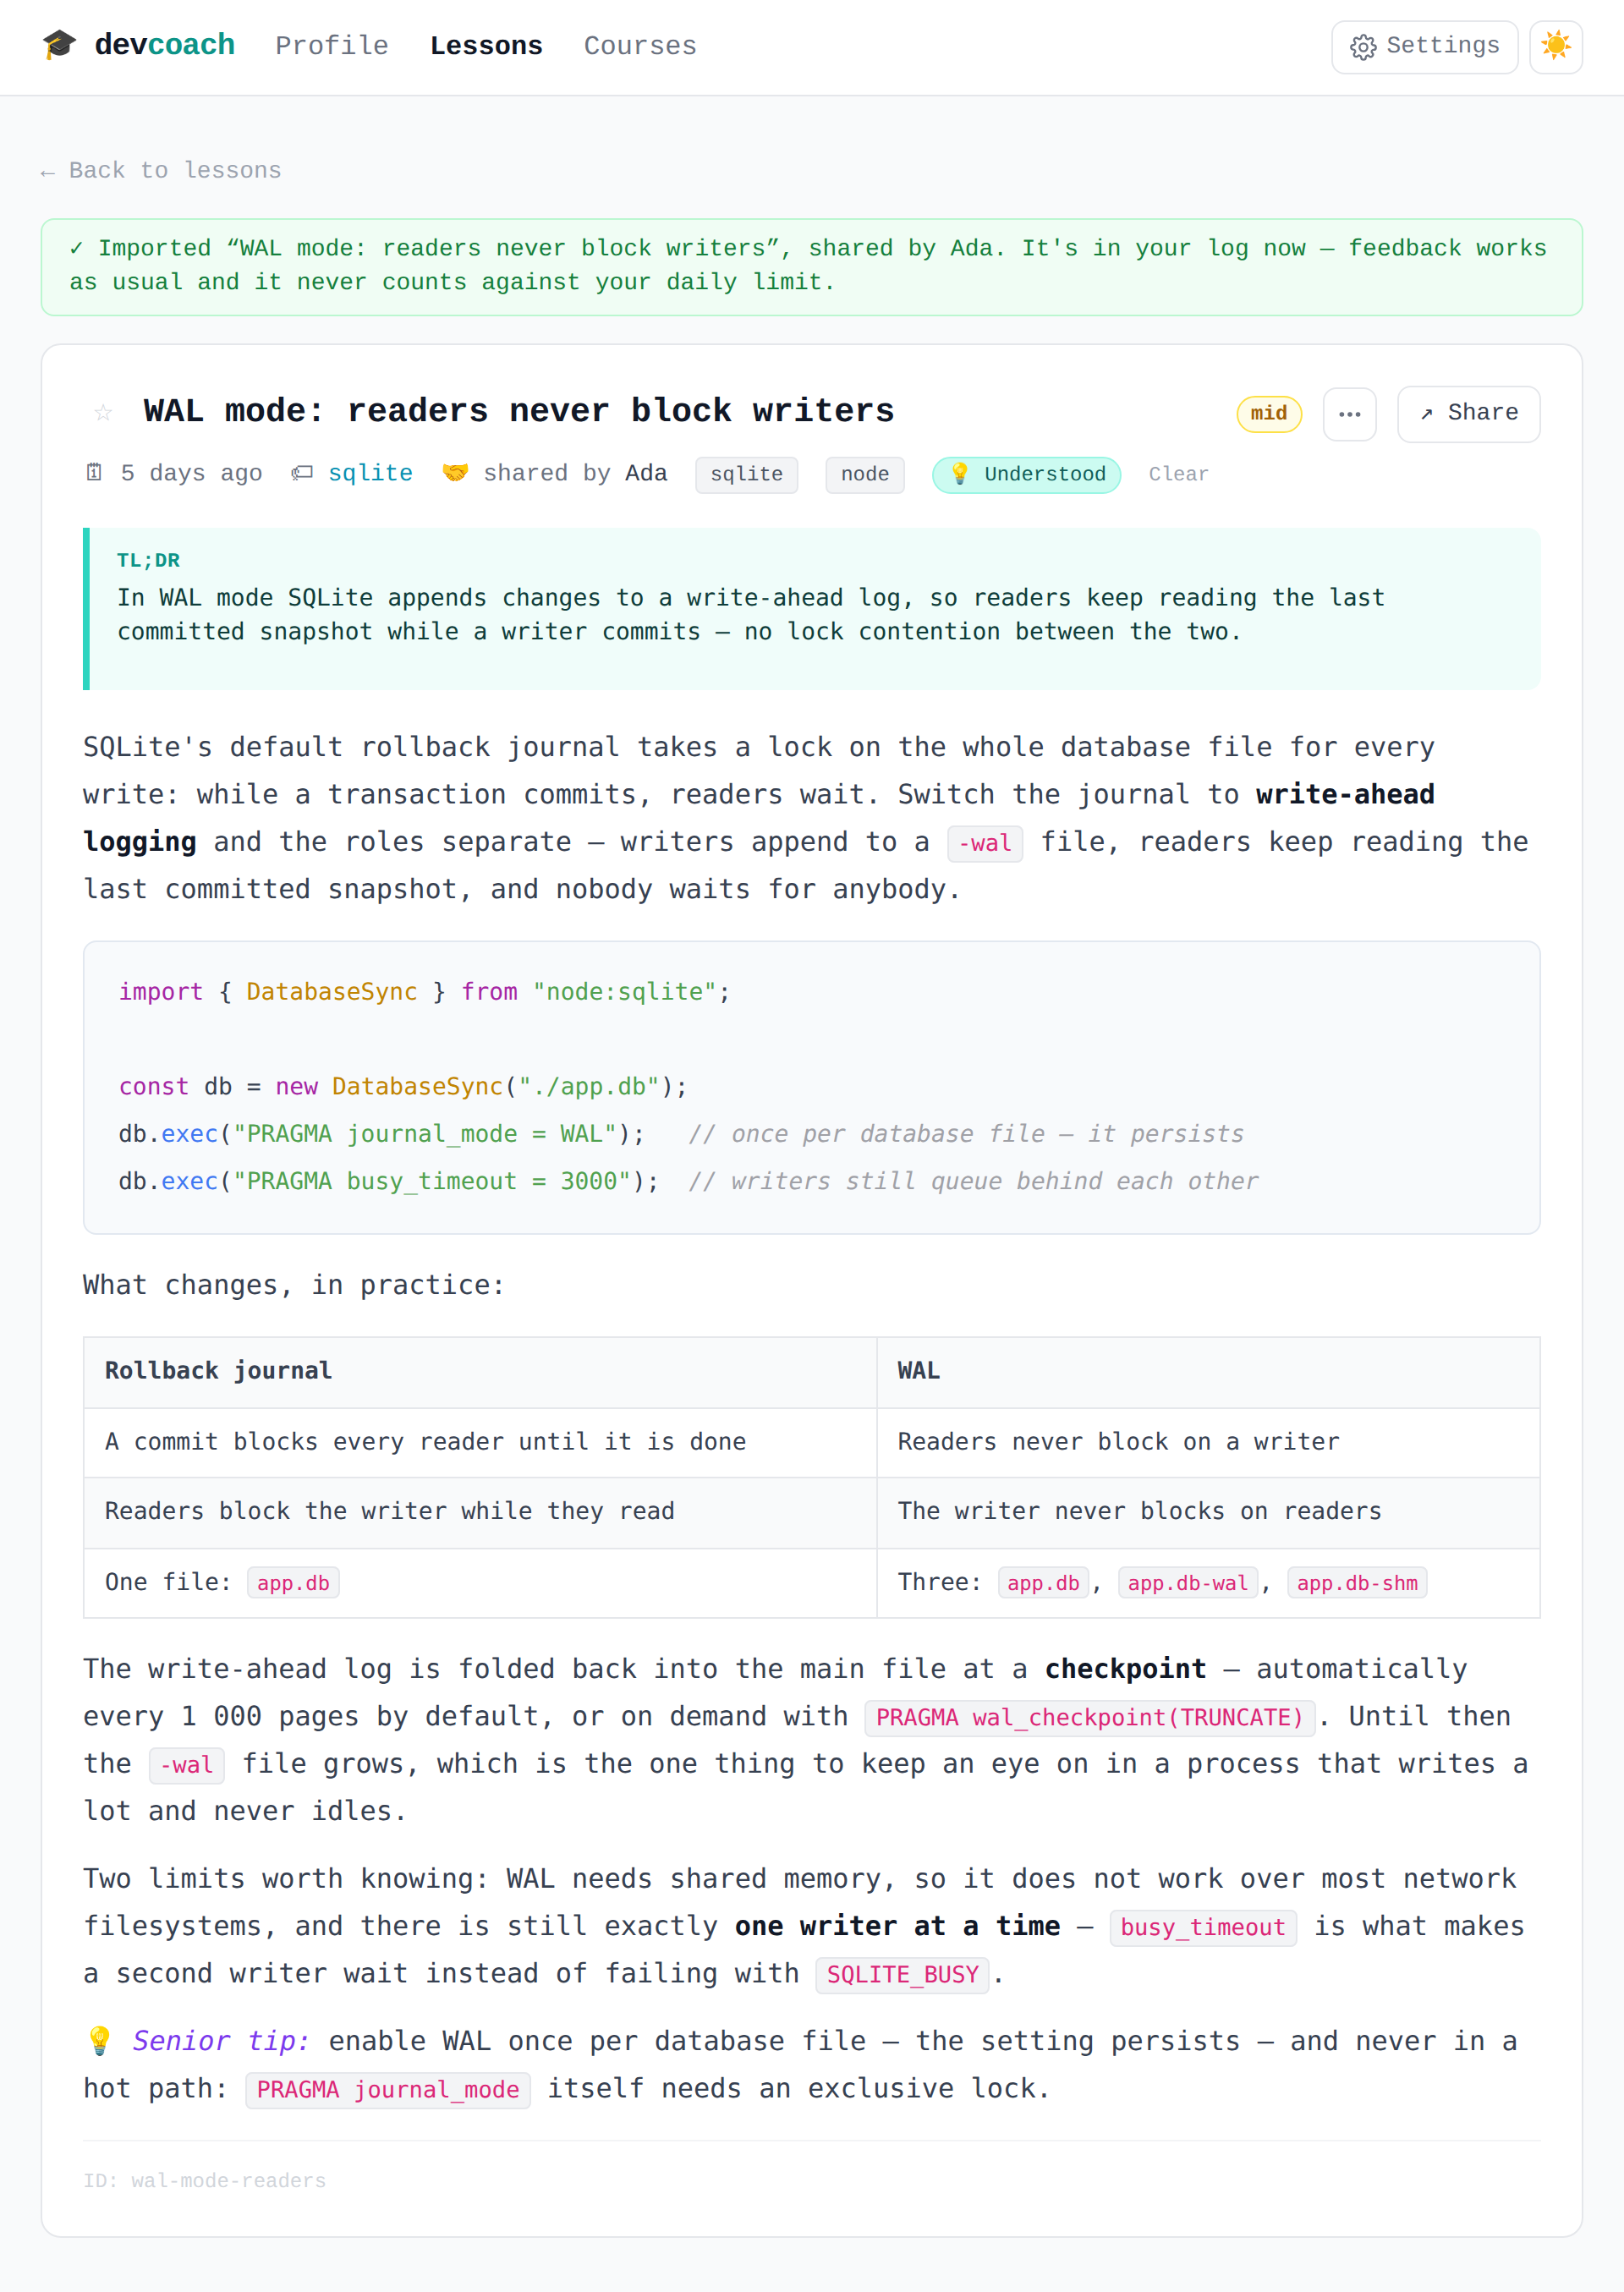 devcoach Profile Lessons Courses Settings
← Back to lessons
✓ Imported “WAL mode: readers never block writers”, shared by Ada. It's in your log now — feedback works
as usual and it never counts against your daily limit.
☆ WAL mode: readers never block writers mid ··· ↗ Share
5 days ago sqlite shared by Ada sqlite node Understood Clear
TL;DR
In WAL mode SQLite appends changes to a write-ahead log, so readers keep reading the last
committed snapshot while a writer commits — no lock contention between the two.
SQLite's default rollback journal takes a lock on the whole database file for every
write: while a transaction commits, readers wait. Switch the journal to write-ahead
logging and the roles separate — writers append to a -wal file, readers keep reading the
last committed snapshot, and nobody waits for anybody.
import { DatabaseSync } from "node:sqlite";
const db = new DatabaseSync("./app.db");
db.exec("PRAGMA journal_mode = WAL");   // once per database file — it persists
db.exec("PRAGMA busy_timeout = 3000");  // writers still queue behind each other
What changes, in practice:
Rollback journal WAL
A commit blocks every reader until it is done Readers never block on a writer
Readers block the writer while they read The writer never blocks on readers
One file: app.db Three: app.db, app.db-wal, app.db-shm
The write-ahead log is folded back into the main file at a checkpoint — automatically
every 1 000 pages by default, or on demand with PRAGMA wal_checkpoint(TRUNCATE). Until then
the -wal file grows, which is the one thing to keep an eye on in a process that writes a
lot and never idles.
Two limits worth knowing: WAL needs shared memory, so it does not work over most network
filesystems, and there is still exactly one writer at a time — busy_timeout is what makes
a second writer wait instead of failing with SQLITE_BUSY.
💡 Senior tip: enable WAL once per database file — the setting persists — and never in a
hot path: PRAGMA journal_mode itself needs an exclusive lock.
ID: wal-mode-readers